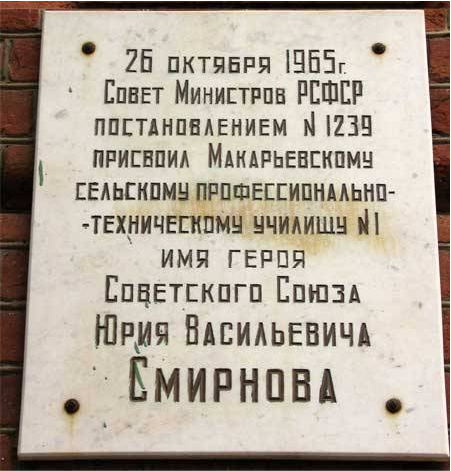 26 октября 1965г.
Совет Министров РСФСР
постановлением N 1239
присвоил Макарьевскому
сельскому профессионально-
-техническому училищу N1
имя героя
Советского Союза
Юрия Васильевича
Смирнова